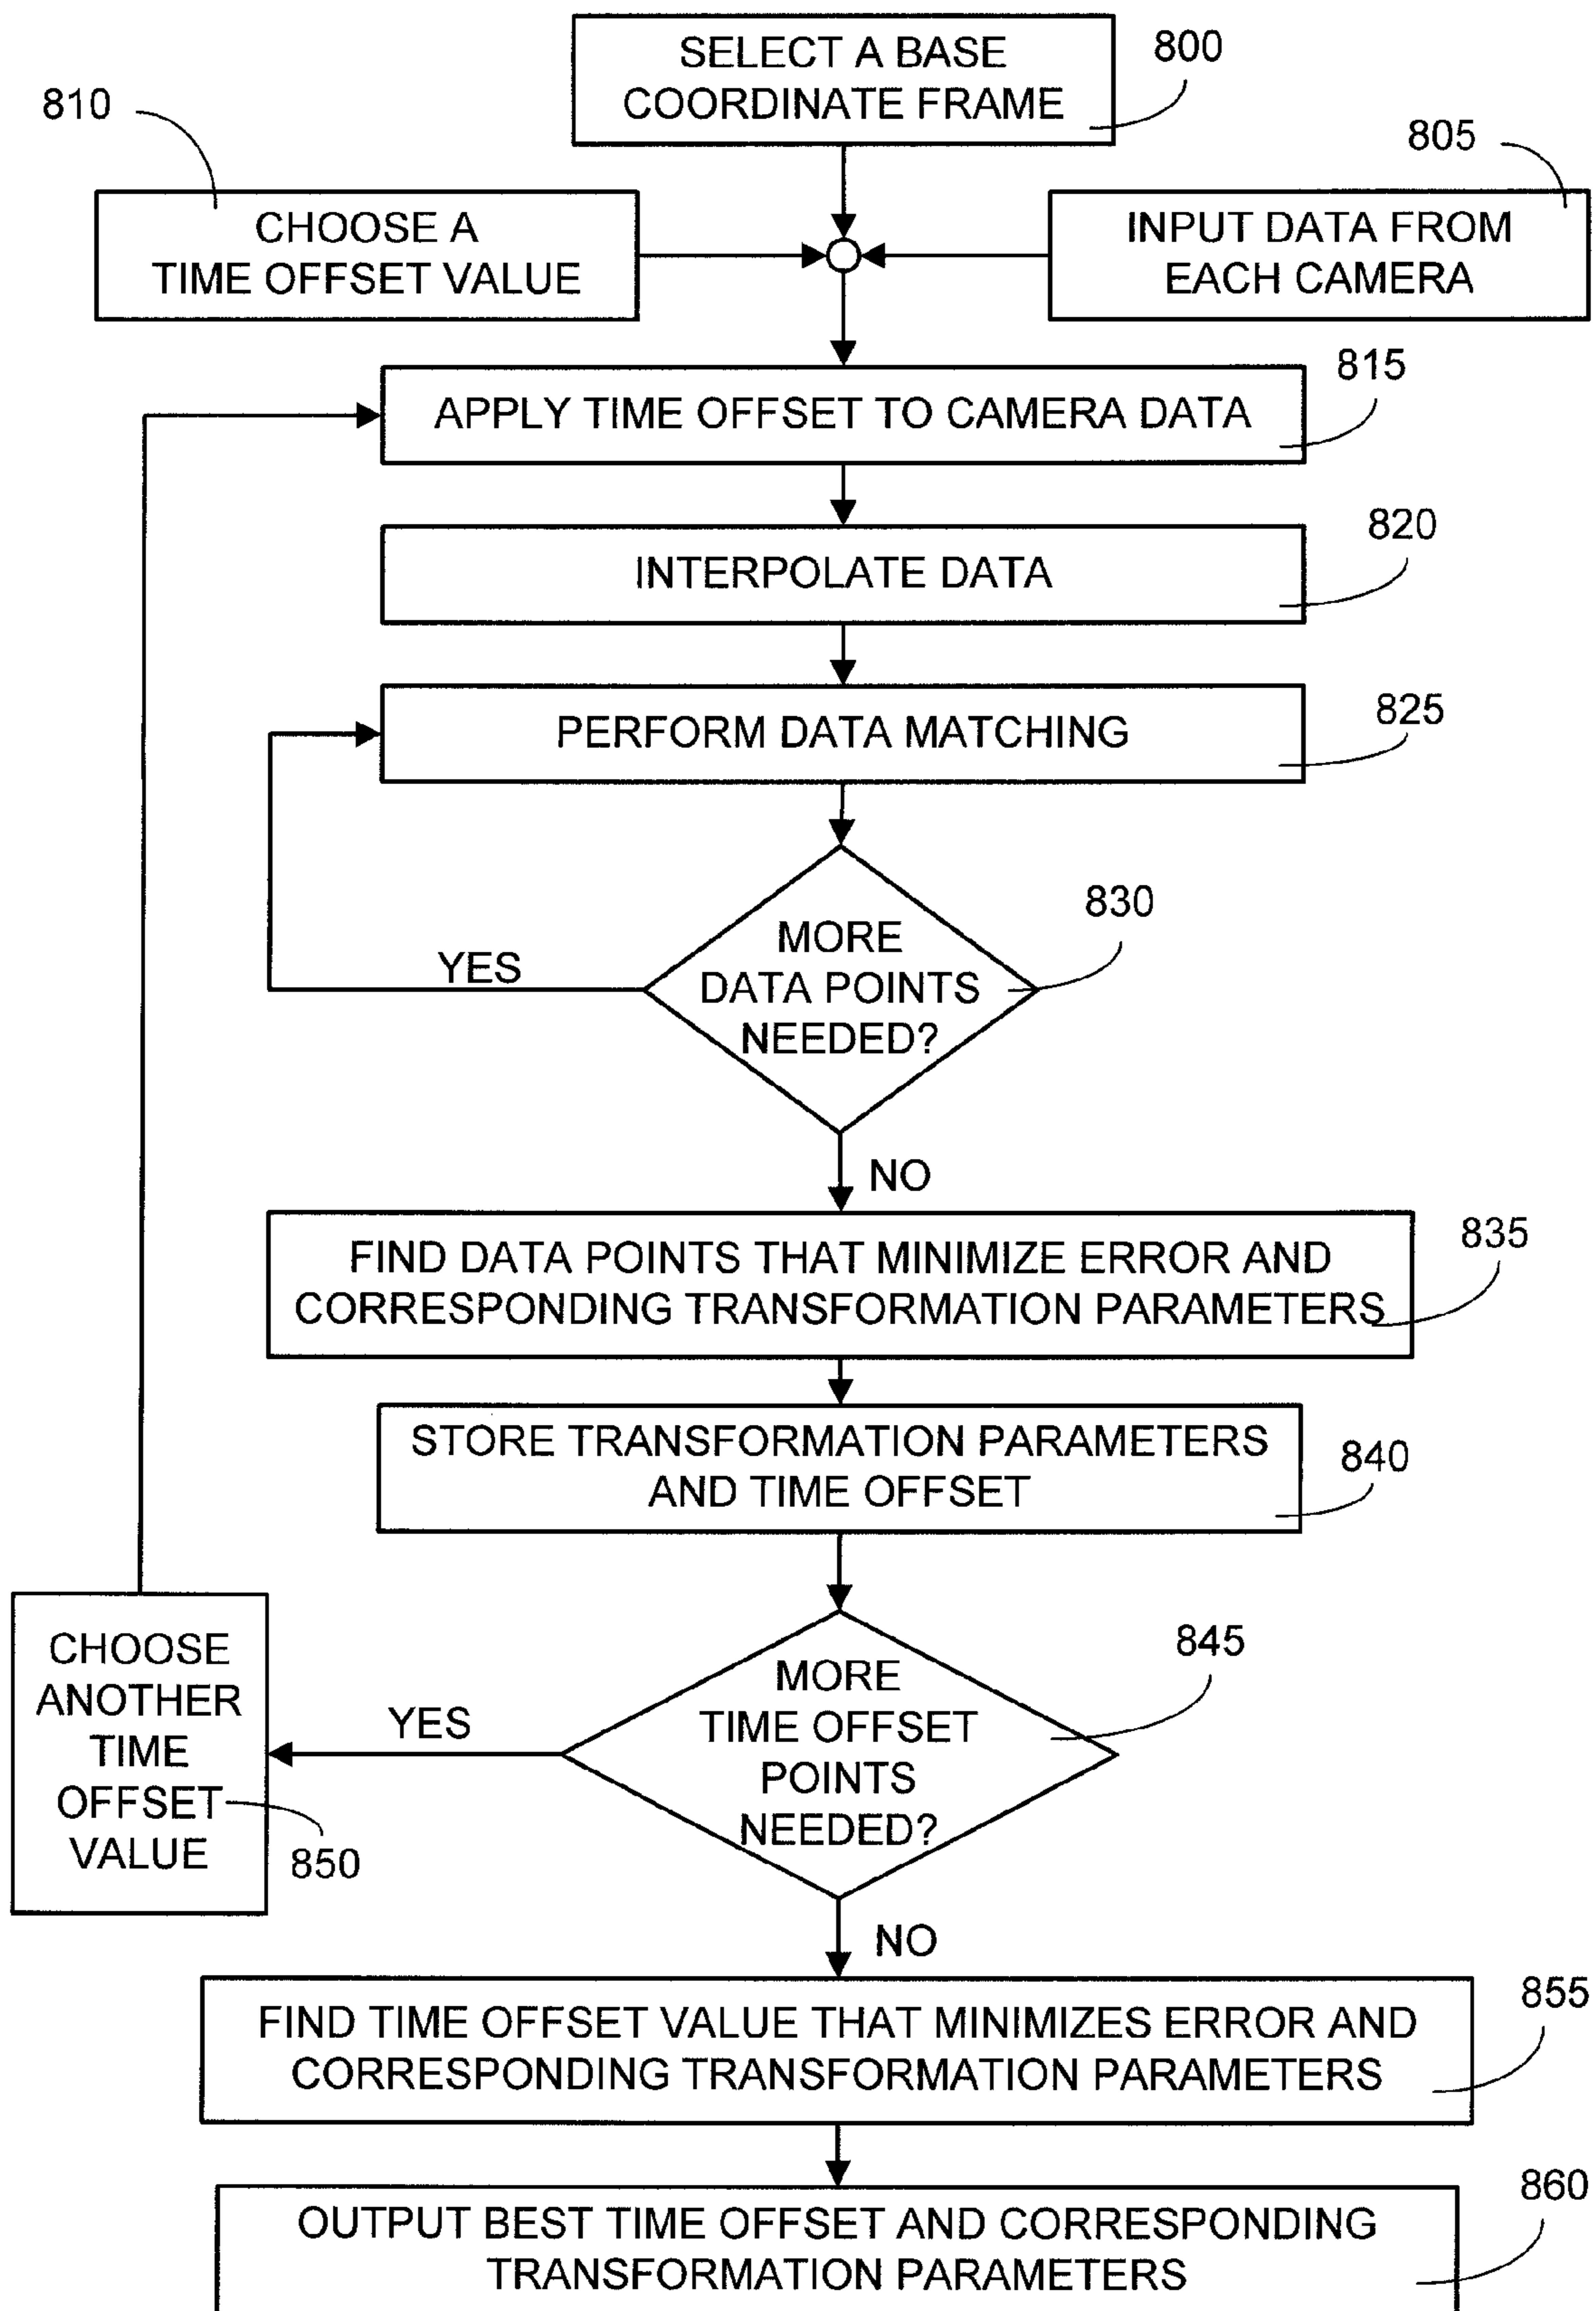 SELECT A BASE
COORDINATE FRAME
800
810
805
CHOOSE A
TIME OFFSET VALUE
INPUT DATA FROM
EACH CAMERA
815
APPLY TIME OFFSET TO CAMERA DATA
820
INTERPOLATE DATA
825
PERFORM DATA MATCHING
830
MORE
DATA POINTS
NEEDED?
YES
NO
835
FIND DATA POINTS THAT MINIMIZE ERROR AND
CORRESPONDING TRANSFORMATION PARAMETERS
STORE TRANSFORMATION PARAMETERS
AND TIME OFFSET
840
845
MORE
TIME OFFSET
POINTS
NEEDED?
YES
CHOOSE
ANOTHER
TIME
OFFSET
VALUE
850
NO
855
FIND TIME OFFSET VALUE THAT MINIMIZES ERROR AND
CORRESPONDING TRANSFORMATION PARAMETERS
860
OUTPUT BEST TIME OFFSET AND CORRESPONDING
TRANSFORMATION PARAMETERS